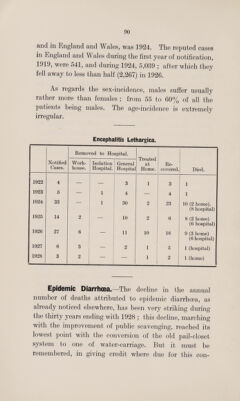 90
and in England and Wales, was 1924. The reputed cases
in England and Wales during the first year of notification,
1919, were 541, and during 1924, 5,039; after which they
fell away to less than half (2,267) in 1926.
As regards the sex-incidence, males suffer usually
rather more than females; from 55 to 60% of all the
patients being males. The age-incidence is extremely
irregular.
Encephalitis Lethargica.
Removed to Hospital.
Notified Cases. Work-house. Isolation Hospital. General Hospital Treated at Home. Re-covered. Died.
1922 4 — — 3 1 3 1
1923 5 — 1 4 — 4 1
1924 33 — 1 30 2 23 10 (2 home)
(8 hospital)
1925 14 2 — 10 2 6 8 (2 home)
(6 hospital)
1926 27 6 — 11 10 18 9 (3 home)
(6 hospital)
1927 6 3 — 2 1 5 1 (hospital)
1928 3 2 — — 1 2 1 (home)
Epidemic Diarrhœa.—The decline in the annual
number of deaths attributed to epidemic diarrhœa, as
already noticed elsewhere, has been very striking during
the thirty years ending with 1928; this decline, marching
with the improvement of public scavenging, reached its
lowest point with the conversion of the old pail-closet
system to one of water-carriage. But it must be
remembered, in giving credit where due for this con-